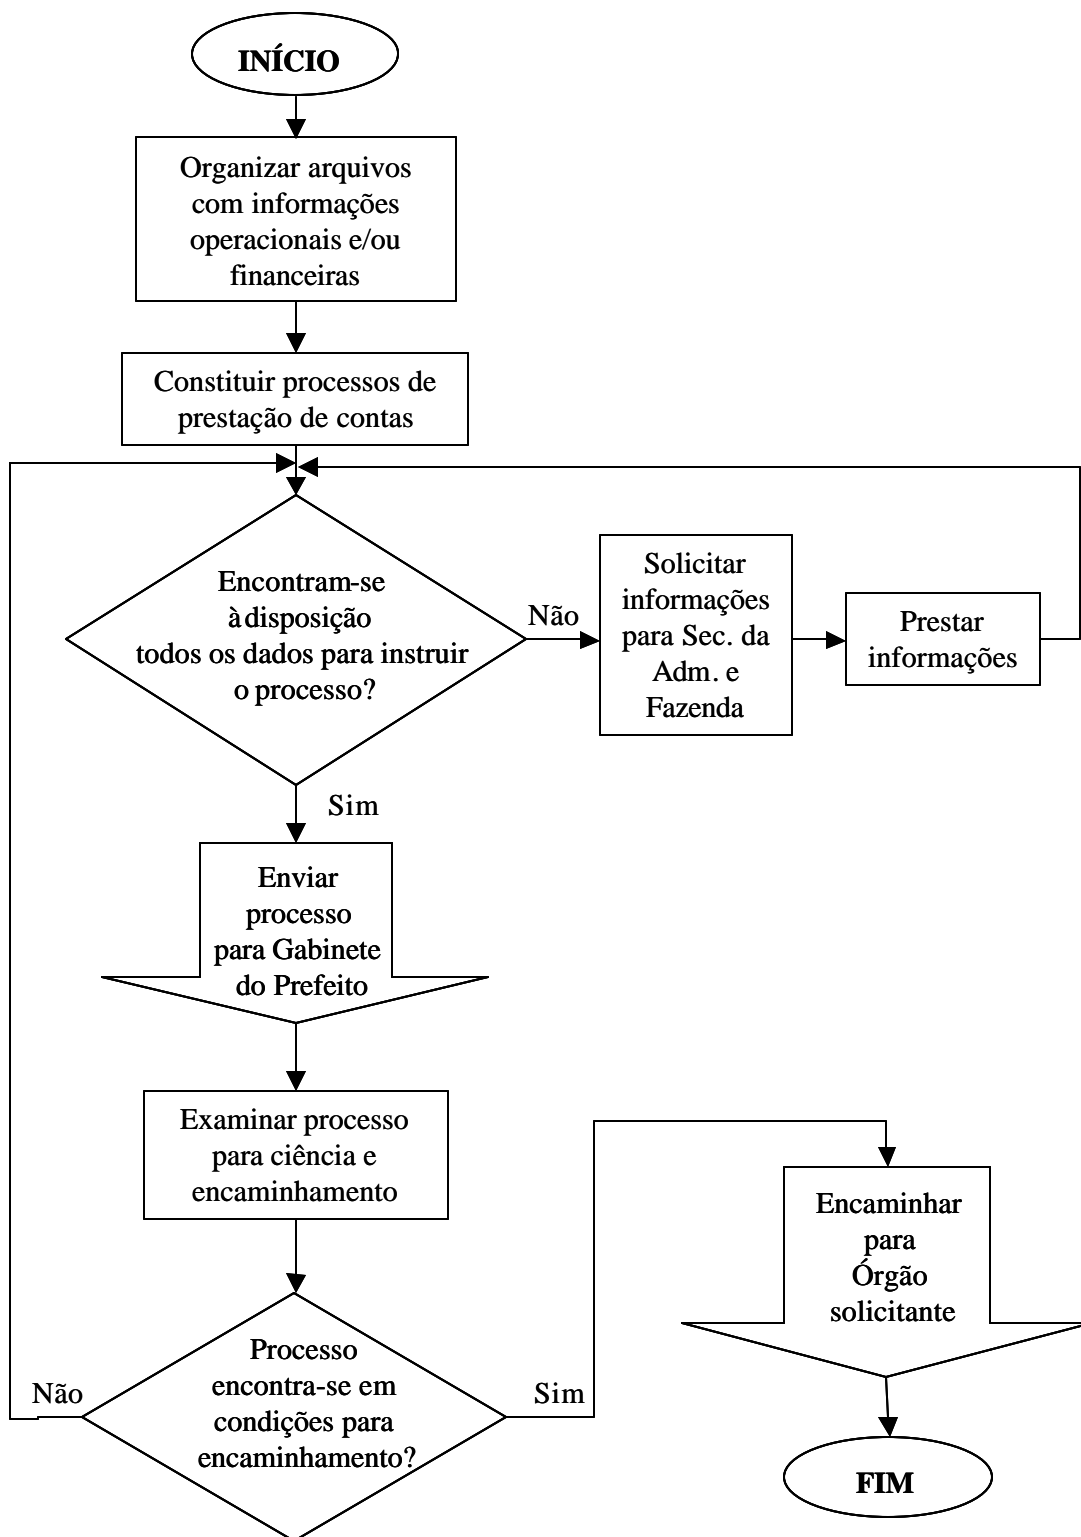 INÍCIO
Organizar arquivos
com informações
operacionais e/ou
financeiras
Constituir processos de
prestação de contas
Encontram-se
à disposição
todos os dados para instruir
o processo?
Não
Solicitar
informações
para Sec. da
Adm. e
Fazenda
Prestar
informações
Sim
Enviar
processo
para Gabinete
do Prefeito
Examinar processo
para ciência e
encaminhamento
Processo
encontra-se em
condições para
encaminhamento?
Não
Sim
Encaminhar
para
Órgão
solicitante
FIM